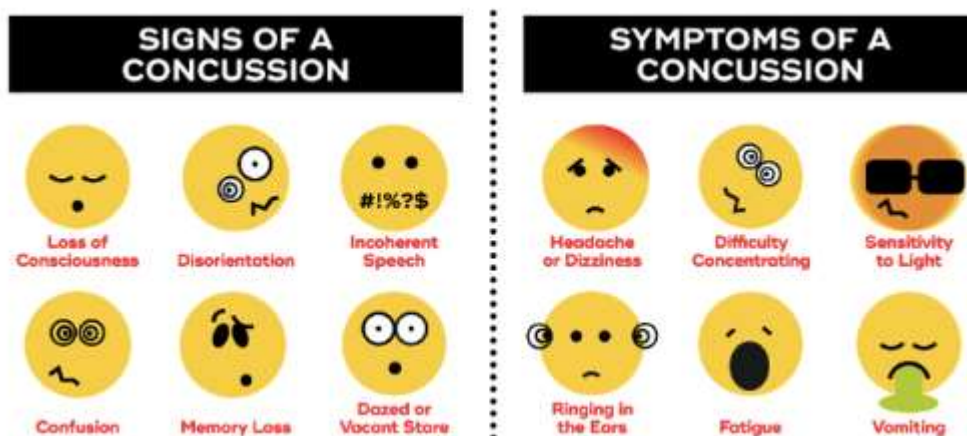 SIGNS OF A
CONCUSSION
Loss of
Consciousness
Disorientation
#!%?$
Incoherent
Speech
Confusion
Memory Loss
Dazed or
Vacant Stare
SYMPTOMS OF A
CONCUSSION
Headache
or Dizziness
Difficulty
Concentrating
Sensitivity
to Light
Ringing in
the Ears
Fatigue
Vomiting